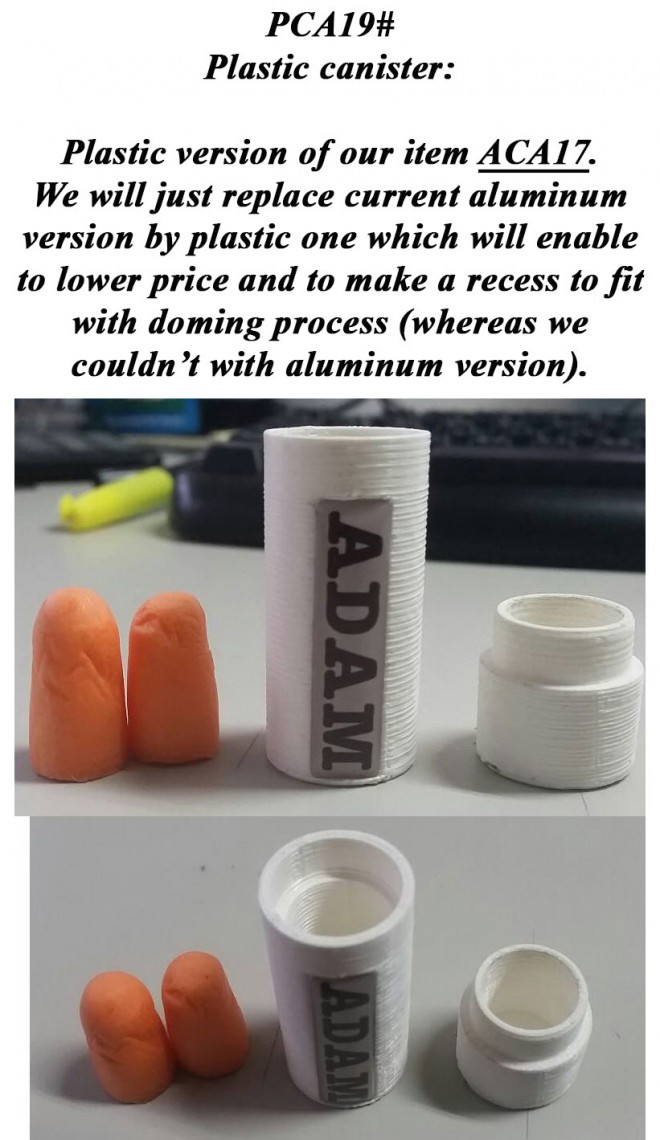 PCA19#
Plastic canister:
Plastic version of our item ACA17.
We will just replace current aluminum
version by plastic one which will enable
to lower price and to make a recess to fit
with doming process (whereas we
couldn’t with aluminum version).
ADAM
ADAM